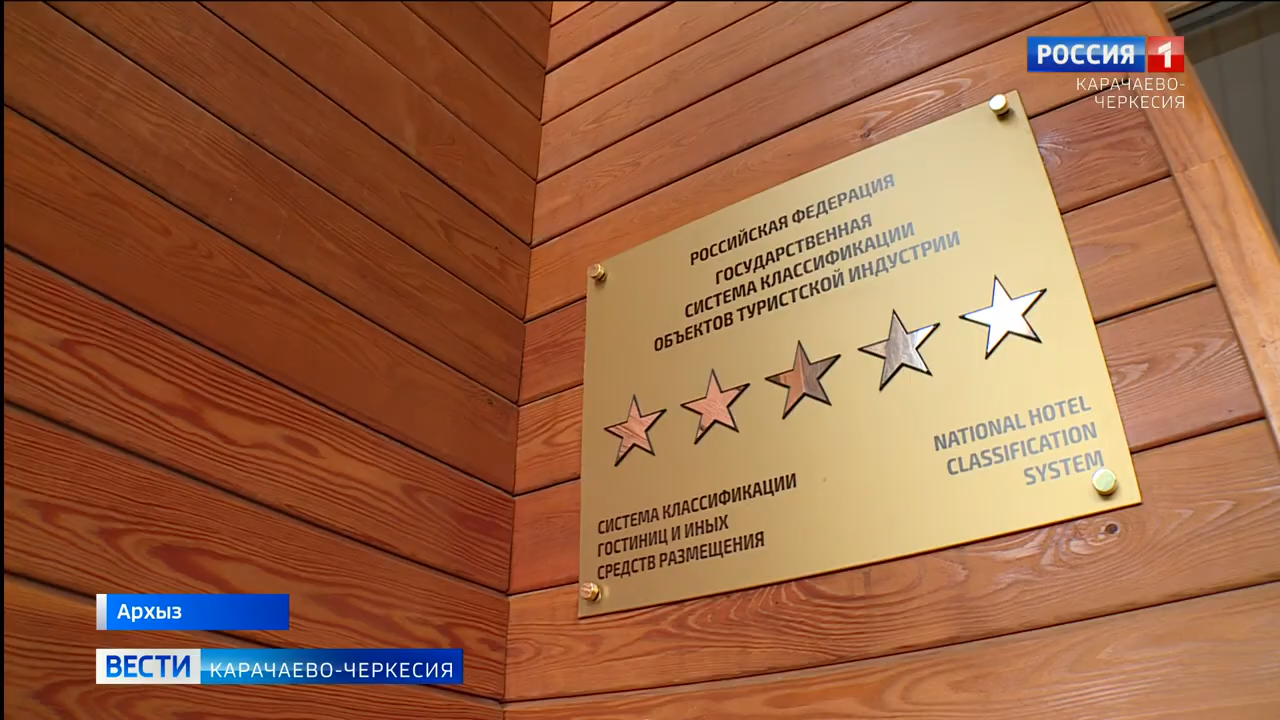 РОССИЯ 1
КАРАЧАЕВО-
ЧЕРКЕСИЯ
РОССИЙСКАЯ ФЕДЕРАЦИЯ
ГОСУДАРСТВЕННАЯ
СИСТЕМА КЛАССИФИКАЦИИ
ОБЪЕКТОВ ТУРИСТСКОЙ ИНДУСТРИИ
NATIONAL HOTEL
CLASSIFICATION
SYSTEM
СИСТЕМА КЛАССИФИКАЦИИ
ГОСТИНИЦ И ИНЫХ
СРЕДСТВ РАЗМЕЩЕНИЯ
Архыз
ВЕСТИ КАРАЧАЕВО-ЧЕРКЕСИЯ